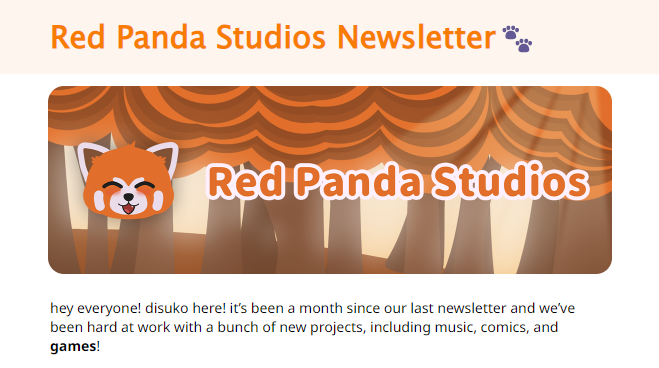 Red Panda Studios Newsletter
Red Panda Studios
hey everyone! disuko here! it’s been a month since our last newsletter and we’ve
been hard at work with a bunch of new projects, including music, comics, and
games!